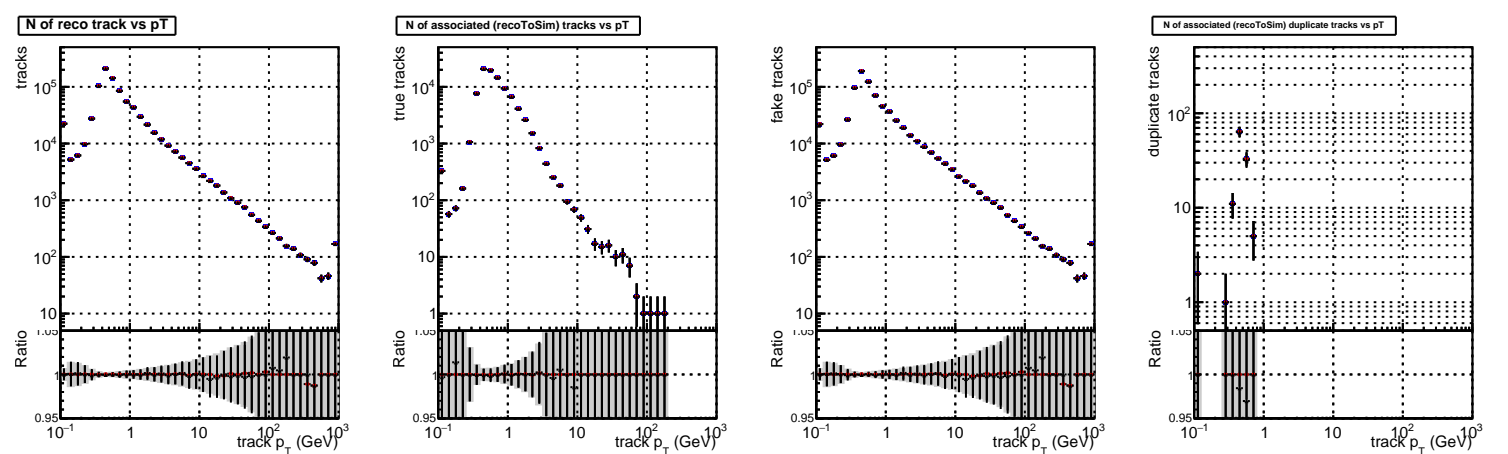 N of reco track vs pT
tracks
10^5
10^4
10^3
10^2
10
Ratio
1.05
1
0.95
10^-1 1 10 10^2 10^3
track p_T (GeV)
N of associated (recoToSim) tracks vs pT
true tracks
10^4
10^3
10^2
10
1
Ratio
1.05
1
0.95
10^-1 1 10 10^2 10^3
track p_T (GeV)
fake tracks
10^5
10^4
10^3
10^2
10
Ratio
1.05
1
0.95
10^-1 1 10 10^2 10^3
track p_T (GeV)
N of associated (recoToSim) duplicate tracks vs pT
duplicate tracks
10^2
10
1
Ratio
1.05
1
0.95
10^-1 1 10 10^2 10^3
track p_T (GeV)